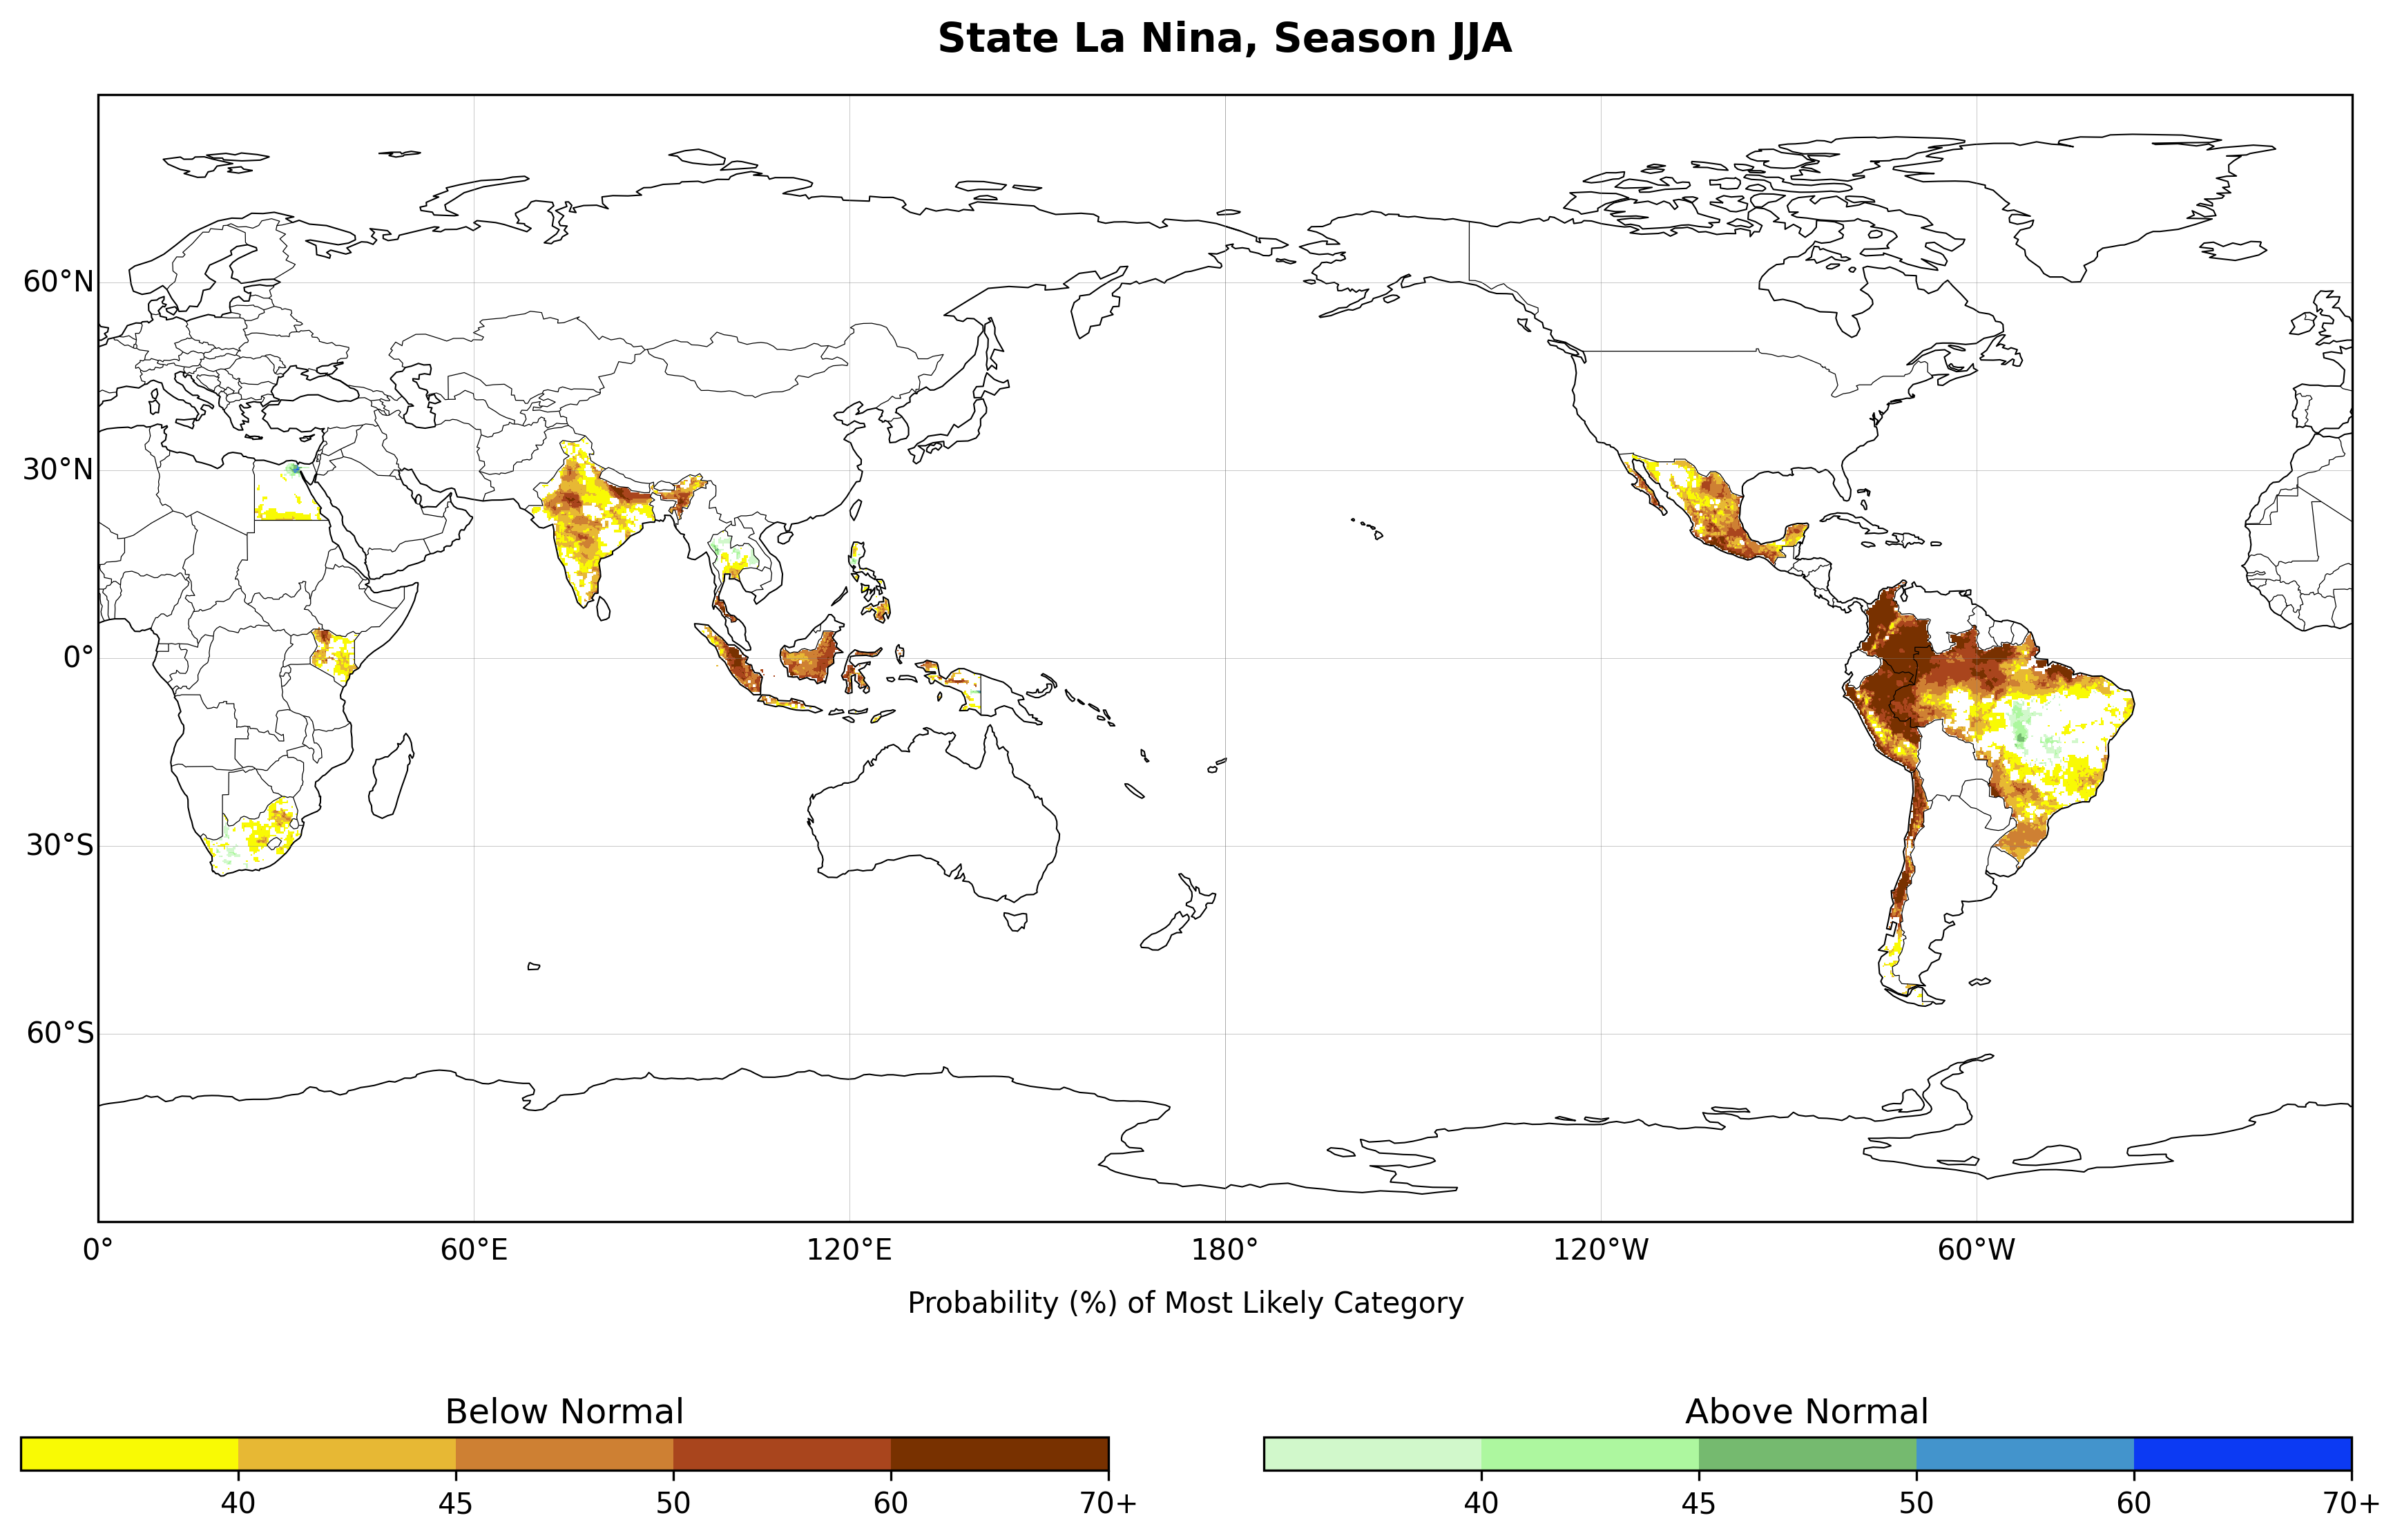 State La Nina, Season JJA
60°N
30°N
0°
30°S
60°S
0° 60°E 120°E 180° 120°W 60°W
Probability (%) of Most Likely Category
Below Normal
40 45 50 60 70+
Above Normal
40 45 50 60 70+